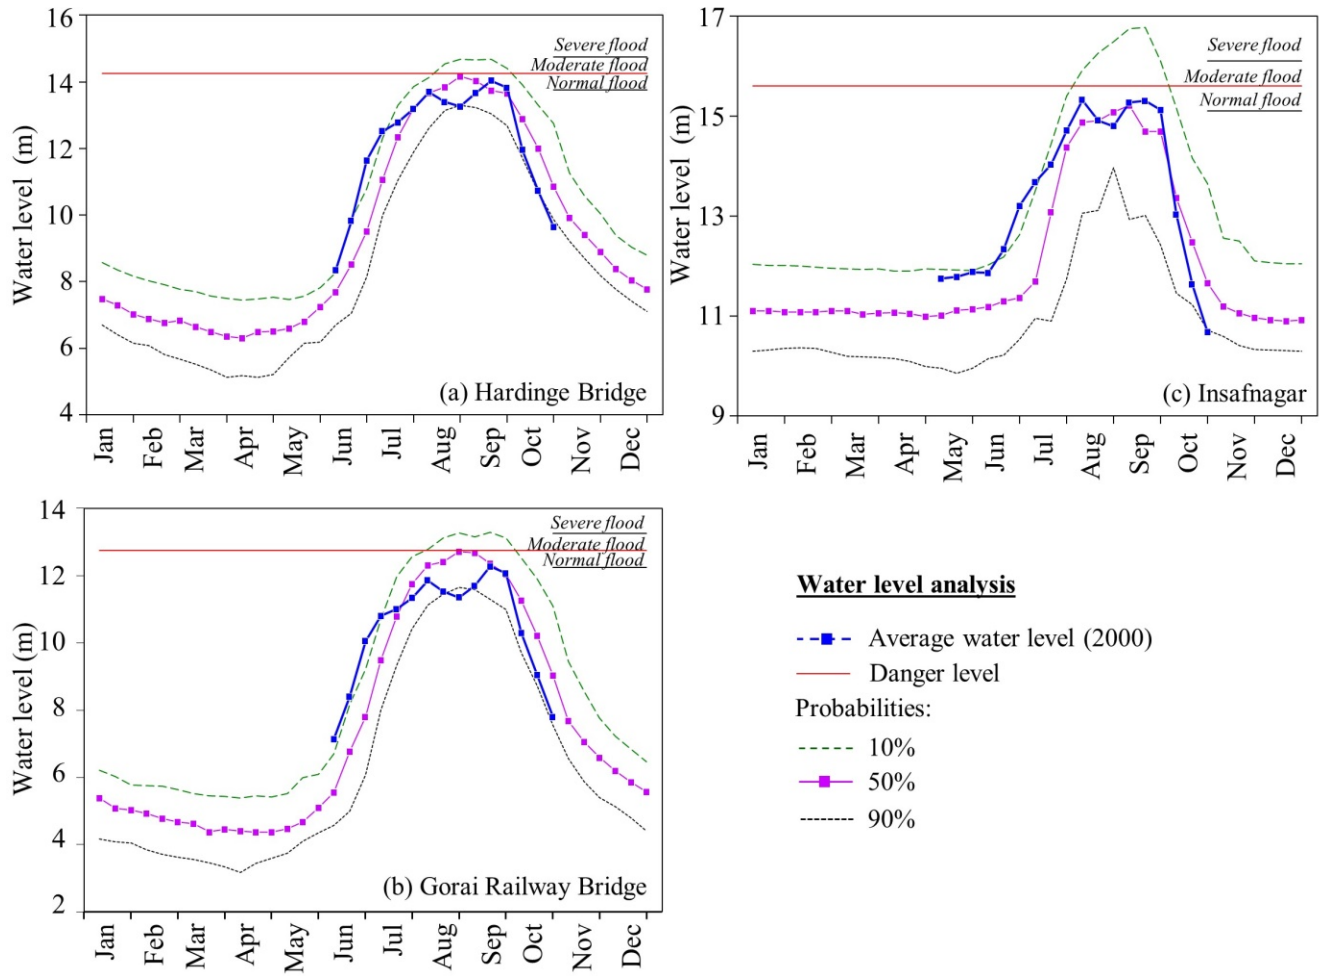 16
14
12
10
8
6
4
Water level (m)
Severe flood
Moderate flood
Normal flood
(a) Hardinge Bridge
Jan
Feb
Mar
Apr
May
Jun
Jul
Aug
Sep
Oct
Nov
Dec
17
15
13
11
9
Water level (m)
Severe flood
Moderate flood
Normal flood
(c) Insafnagar
Jan
Feb
Mar
Apr
May
Jun
Jul
Aug
Sep
Oct
Nov
Dec
14
12
10
8
6
4
2
Water level (m)
Severe flood
Moderate flood
Normal flood
(b) Gorai Railway Bridge
Jan
Feb
Mar
Apr
May
Jun
Jul
Aug
Sep
Oct
Nov
Dec
Water level analysis
Average water level (2000)
Danger level
Probabilities:
10%
50%
90%